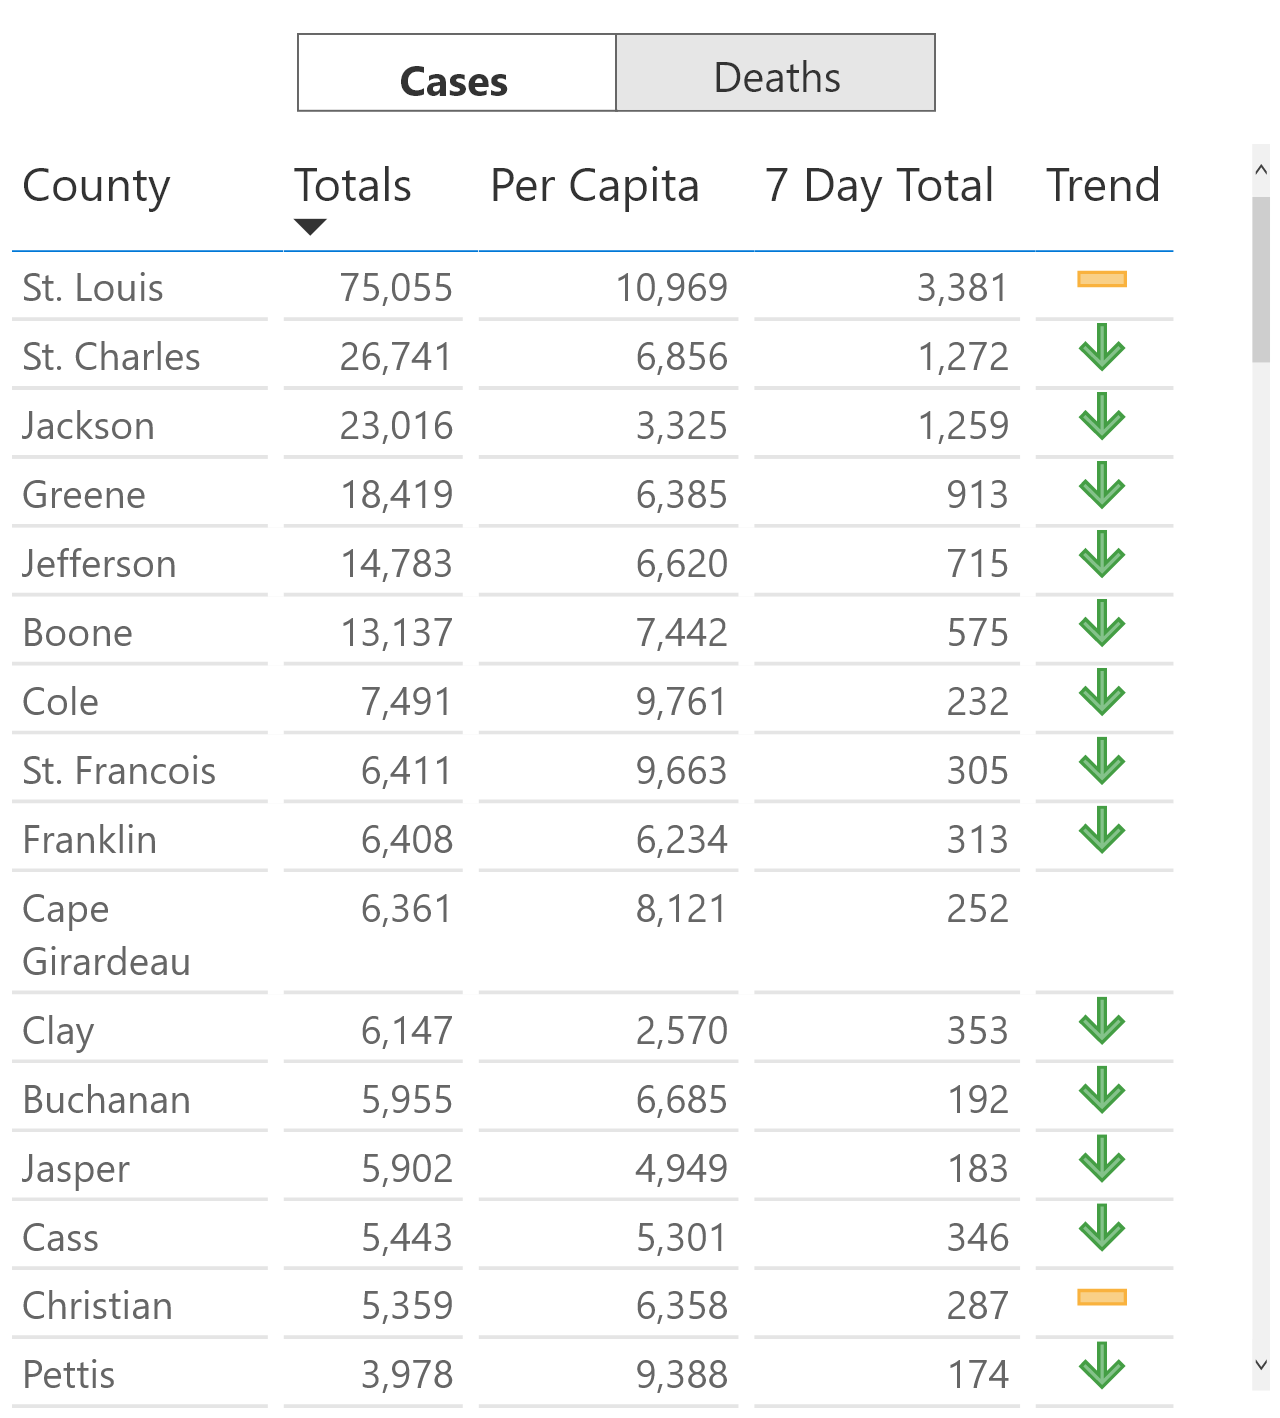 Cases Deaths
County Totals Per Capita 7 Day Total Trend
St. Louis 75,055 10,969 3,381
St. Charles 26,741 6,856 1,272
Jackson 23,016 3,325 1,259
Greene 18,419 6,385 913
Jefferson 14,783 6,620 715
Boone 13,137 7,442 575
Cole 7,491 9,761 232
St. Francois 6,411 9,663 305
Franklin 6,408 6,234 313
Cape 6,361 8,121 252
Girardeau
Clay 6,147 2,570 353
Buchanan 5,955 6,685 192
Jasper 5,902 4,949 183
Cass 5,443 5,301 346
Christian 5,359 6,358 287
Pettis 3,978 9,388 174